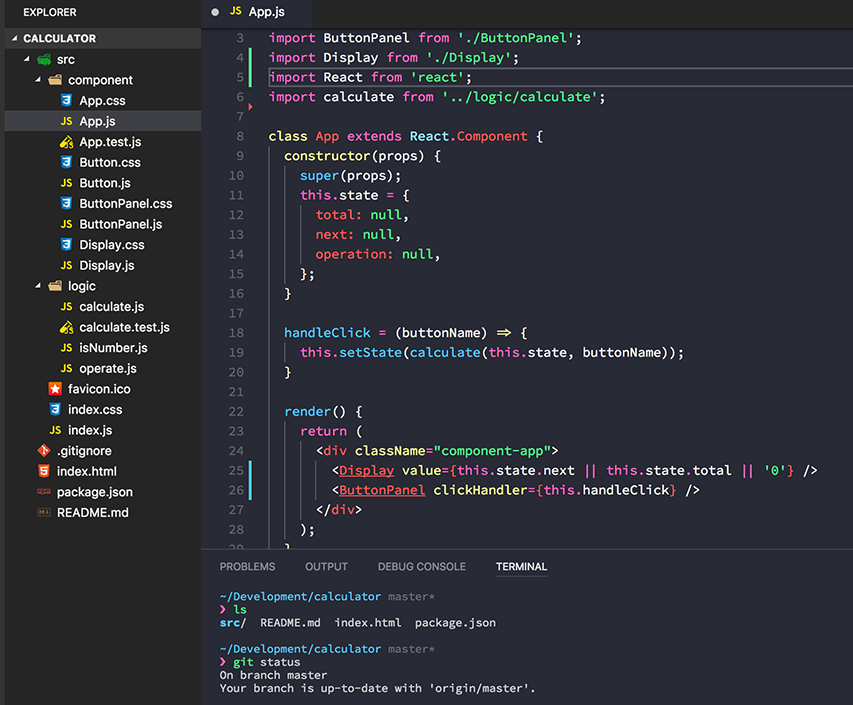 EXPLORER
CALCULATOR
src
component
App.css
App.js
App.test.js
Button.css
Button.js
ButtonPanel.css
ButtonPanel.js
Display.css
Display.js
logic
calculate.js
calculate.test.js
isNumber.js
operate.js
favicon.ico
index.css
index.js
.gitignore
index.html
package.json
README.md
JS App.js
3 import ButtonPanel from './ButtonPanel';
4 import Display from './Display';
5 import React from 'react';
6 import calculate from '../logic/calculate';
7
8 class App extends React.Component {
9 constructor(props) {
10 super(props);
11 this.state = {
12 total: null,
13 next: null,
14 operation: null,
15 };
16 }
17
18 handleClick = (buttonName) => {
19 this.setState(calculate(this.state, buttonName));
20 }
21
22 render() {
23 return (
24 <div className="component-app">
25 <Display value={this.state.next || this.state.total || '0'} />
26 <ButtonPanel clickHandler={this.handleClick} />
27 </div>
28 );
29 }
PROBLEMS OUTPUT DEBUG CONSOLE TERMINAL
~/Development/calculator master*
❯ ls
src/ README.md index.html package.json
~/Development/calculator master*
❯ git status
On branch master
Your branch is up-to-date with 'origin/master'.